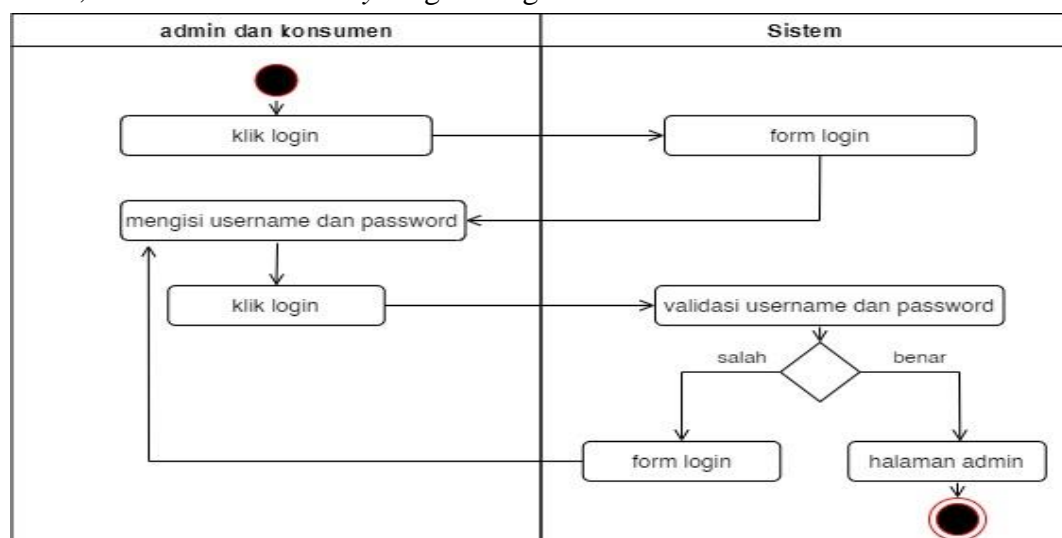 admin dan konsumen
Sistem
klik login
form login
mengisi username dan password
klik login
validasi username dan password
salah
benar
form login
halaman admin